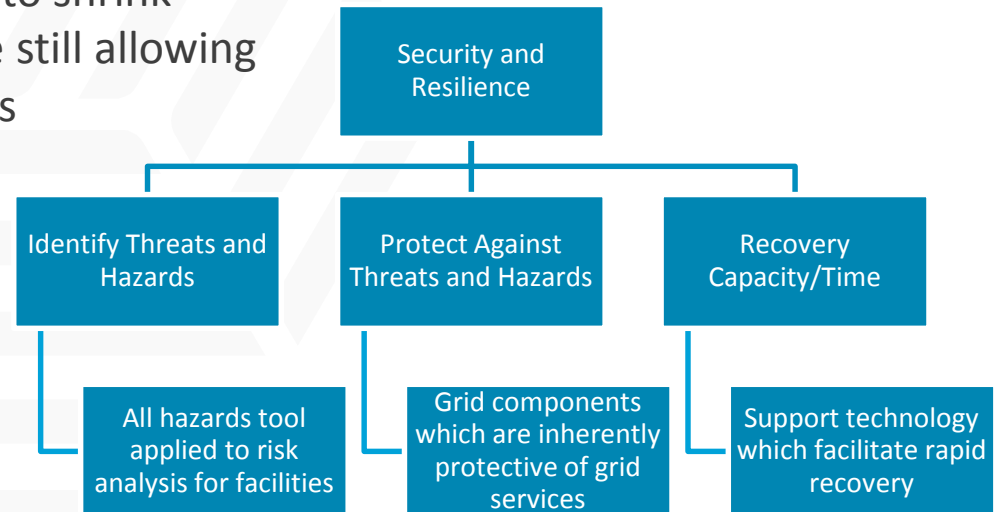 to shrink
still allowing
s
Security and
Resilience
Identify Threats and
Hazards
Protect Against
Threats and Hazards
Recovery
Capacity/Time
All hazards tool
applied to risk
analysis for facilities
Grid components
which are inherently
protective of grid
services
Support technology
which facilitate rapid
recovery